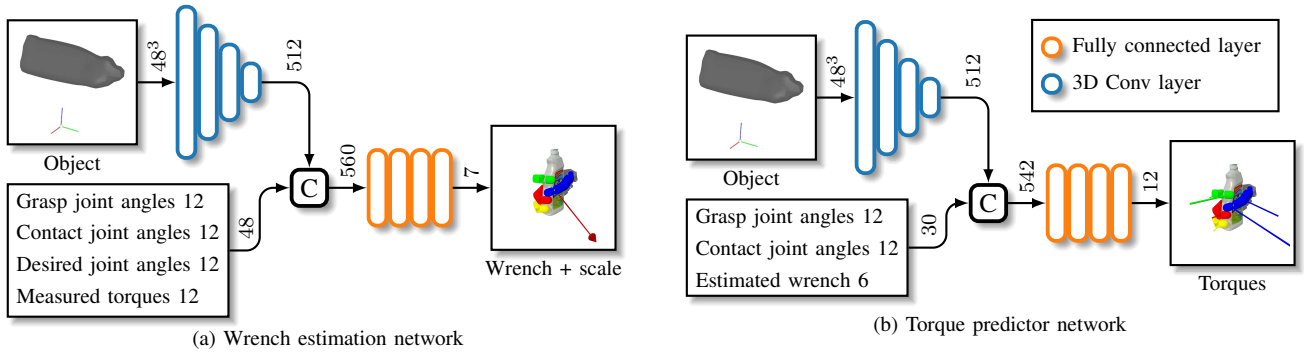 48³
512
Object
Grasp joint angles 12
Contact joint angles 12
Desired joint angles 12
Measured torques 12
48
C
560
7
Wrench + scale
(a) Wrench estimation network
48³
512
Object
Grasp joint angles 12
Contact joint angles 12
Estimated wrench 6
30
C
542
12
Torques
Fully connected layer
3D Conv layer
(b) Torque predictor network